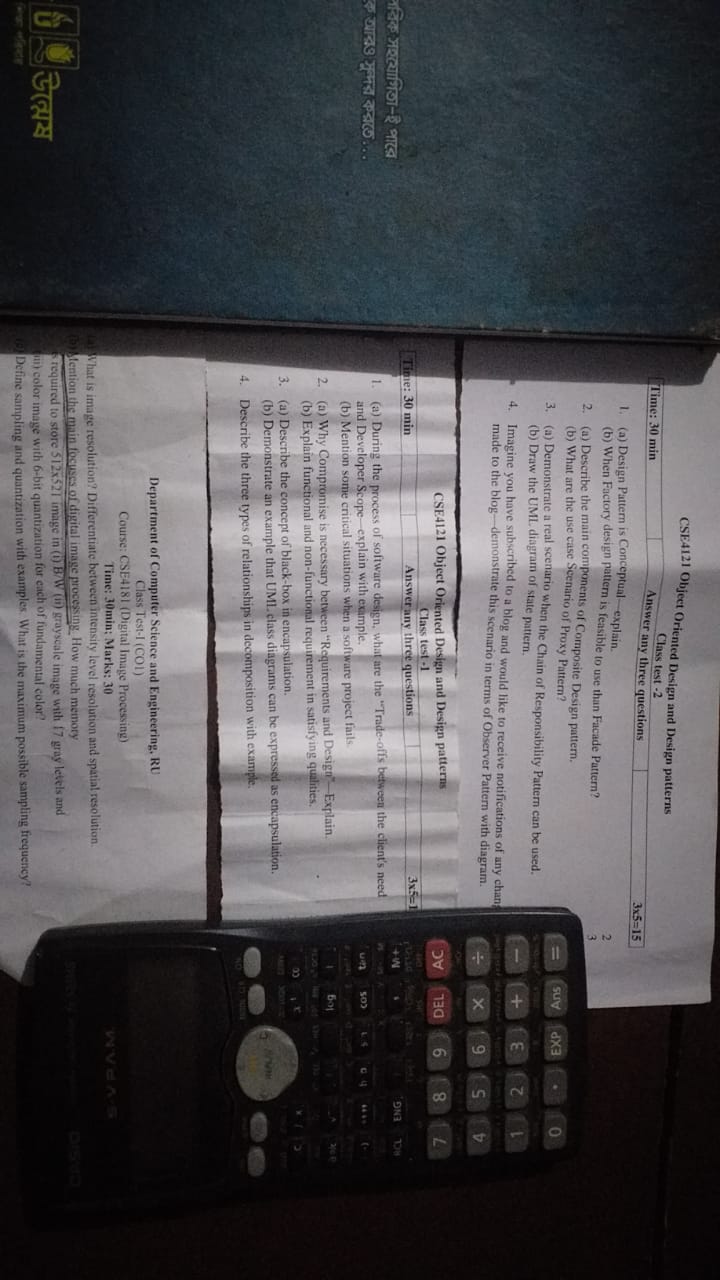 CSE4121 Object Oriented Design and Design patterns
Class test -2
Time: 30 min Answer any three questions 3x5=15
1. (a) Design Pattern is Conceptual—explain. 2
(b) When Factory design pattern is feasible to use than Facade Pattern? 3
2. (a) Describe the main components of Composite Design pattern.
(b) What are the use case Scenario of Proxy Pattern?
3. (a) Demonstrate a real scenario when the Chain of Responsibility Pattern can be used.
(b) Draw the UML diagram of state pattern.
4. Imagine you have subscribed to a blog and would like to receive notifications of any chan
made to the blog—demonstrate this scenario in terms of Observer Pattern with diagram.
CSE4121 Object Oriented Design and Design patterns
Class test -1
Time: 30 min Answer any three questions 3x5=1
1. (a) During the process of software design, what are the "Trade-offs between the client's need
and Developer Scope—explain with example.
(b) Mention some critical situations when a software project fails.
2. (a) Why Compromise is necessary between "Requirements and Design"—Explain.
(b) Explain functional and non-functional requirement in satisfying qualities.
3. (a) Describe the concept of black-box in encapsulation.
(b) Demonstrate an example that UML class diagrams can be expressed as encapsulation.
4. Describe the three types of relationships in decomposition with example.
Department of Computer Science and Engineering, RU
Class Test-I (CO1)
Course: CSE4181 (Digital Image Processing)
Time: 30min; Marks: 30
(a) What is image resolution? Differentiate between intensity level resolution and spatial resolution.
(b) Mention the main focuses of digital image processing. How much memory
is required to store 512x521 image in (i) B/W (ii) grayscale image with 17 gray levels and
(iii) color image with 6-bit quantization for each of fundamental color?
Define sampling and quantization with examples. What is the maximum possible sampling frequency?
সহযোগিতা-ই পারে
আরও সুন্দর করতে...
উন্মেষ
শিক্ষা পরিবার
0 . EXP Ans =
1 2 3 + −
4 5 6 × ÷
7 8 9 DEL AC
RCL ENG , M+
cos tan
log
ON
S-V.P.A.M.
CASIO